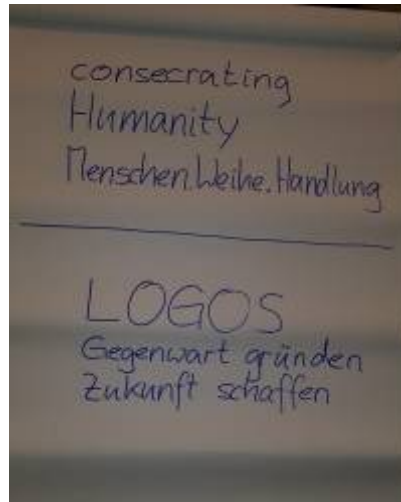 consecrating
Humanity
Menschen.Weihe.Handlung
LOGOS
Gegenwart gründen
Zukunft schaffen